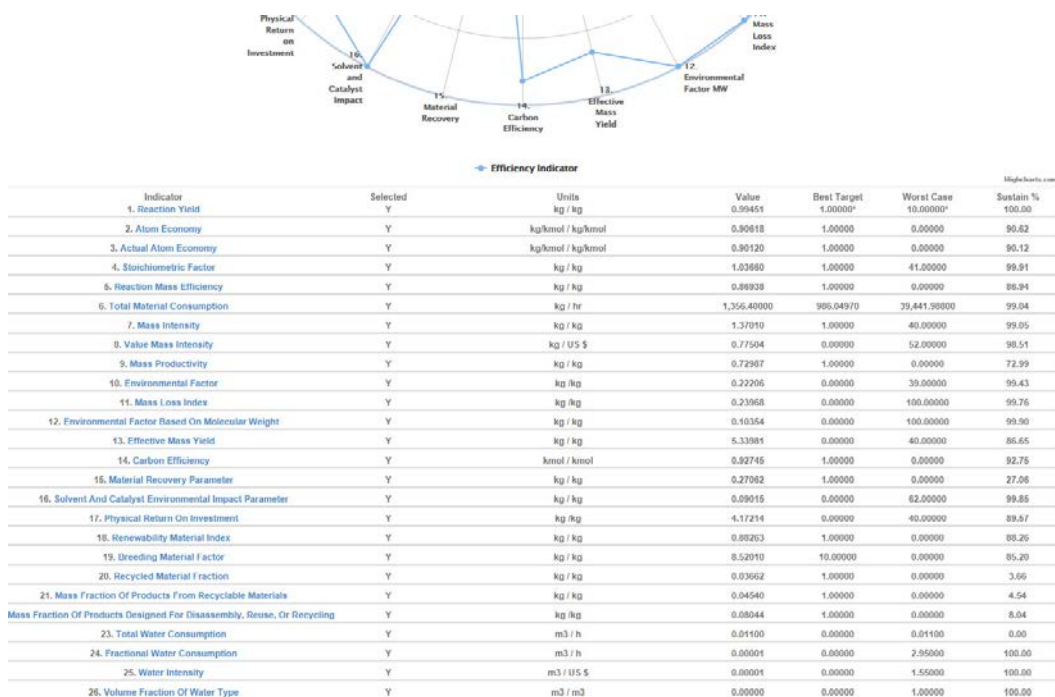 Physical
Return
on
Investment
16.
Solvent
and
Catalyst
Impact
15.
Material
Recovery
14.
Carbon
Efficiency
13.
Effective
Mass
Yield
12.
Environmental
Factor MW
Mass
Loss
Index
Efficiency Indicator
Highcharts.com
Indicator Selected Units Value Best Target Worst Case Sustain %
1. Reaction Yield Y kg / kg 0.99451 1.00000* 10.00000* 100.00
2. Atom Economy Y kg/kmol / kg/kmol 0.90618 1.00000 0.00000 90.62
3. Actual Atom Economy Y kg/kmol / kg/kmol 0.90120 1.00000 0.00000 90.12
4. Stoichiometric Factor Y kg / kg 1.03660 1.00000 41.00000 99.91
5. Reaction Mass Efficiency Y kg / kg 0.86938 1.00000 0.00000 86.94
6. Total Material Consumption Y kg / hr 1,356.40000 986.04970 39,441.98800 99.04
7. Mass Intensity Y kg / kg 1.37010 1.00000 40.00000 99.05
8. Value Mass Intensity Y kg / US $ 0.77504 0.00000 52.00000 98.51
9. Mass Productivity Y kg / kg 0.72987 1.00000 0.00000 72.99
10. Environmental Factor Y kg /kg 0.22206 0.00000 39.00000 99.43
11. Mass Loss Index Y kg /kg 0.23968 0.00000 100.00000 99.76
12. Environmental Factor Based On Molecular Weight Y kg / kg 0.10354 0.00000 100.00000 99.90
13. Effective Mass Yield Y kg / kg 5.33981 0.00000 40.00000 86.65
14. Carbon Efficiency Y kmol / kmol 0.92745 1.00000 0.00000 92.75
15. Material Recovery Parameter Y kg / kg 0.27062 1.00000 0.00000 27.06
16. Solvent And Catalyst Environmental Impact Parameter Y kg /kg 0.09015 0.00000 62.00000 99.85
17. Physical Return On Investment Y kg /kg 4.17214 0.00000 40.00000 89.57
18. Renewability Material Index Y kg / kg 0.88263 1.00000 0.00000 88.26
19. Breeding Material Factor Y kg / kg 8.52010 10.00000 0.00000 85.20
20. Recycled Material Fraction Y kg / kg 0.03662 1.00000 0.00000 3.66
21. Mass Fraction Of Products From Recyclable Materials Y kg / kg 0.04540 1.00000 0.00000 4.54
Mass Fraction Of Products Designed For Disassembly, Reuse, Or Recycling Y kg /kg 0.08044 1.00000 0.00000 8.04
23. Total Water Consumption Y m3 / h 0.01100 0.00000 0.01100 0.00
24. Fractional Water Consumption Y m3 / h 0.00001 0.00000 2.95000 100.00
25. Water Intensity Y m3 / US $ 0.00001 0.00000 1.55000 100.00
26. Volume Fraction Of Water Type Y m3 / m3 0.00000 0.00000 1.00000 100.00